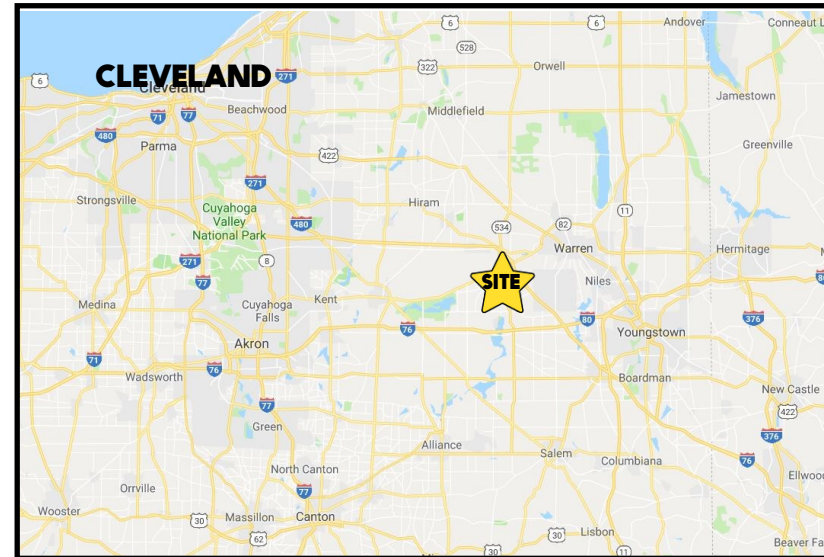 6
6
Andover
Conneaut L
528
CLEVELAND
Cleveland
271
322
Orwell
6
Jamestown
Beachwood
Middlefield
71
77
480
Parma
422
Greenville
271
Strongsville
Cuyahoga
Valley
National Park
Hiram
11
480
534
82
Warren
Hermitage
271
8
77
SITE
Niles
80
Medina
Cuyahoga
Falls
Kent
76
80
376
Youngstown
Akron
71
76
Wadsworth
Boardman
New Castle
77
422
Green
376
Alliance
Salem
Columbiana
76
North Canton
Ellwoo
Orrville
77
Wooster
30
Massillon
Canton
62
30
Lisbon
30
11
Beaver Fa